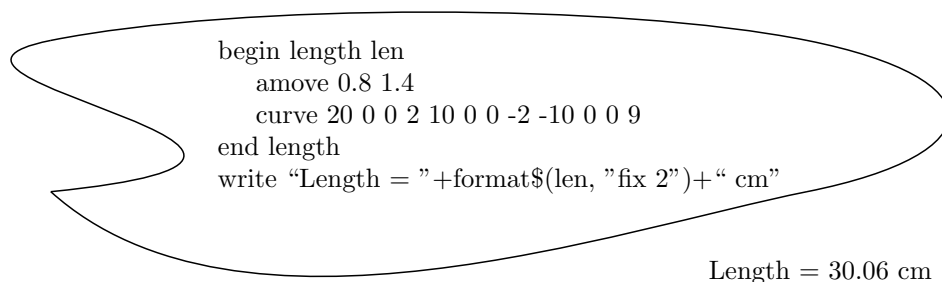 begin length len
amove 0.8 1.4
curve 20 0 0 2 10 0 0 -2 -10 0 0 9
end length
write “Length = ”+format$(len, ”fix 2”)+“ cm”
Length = 30.06 cm